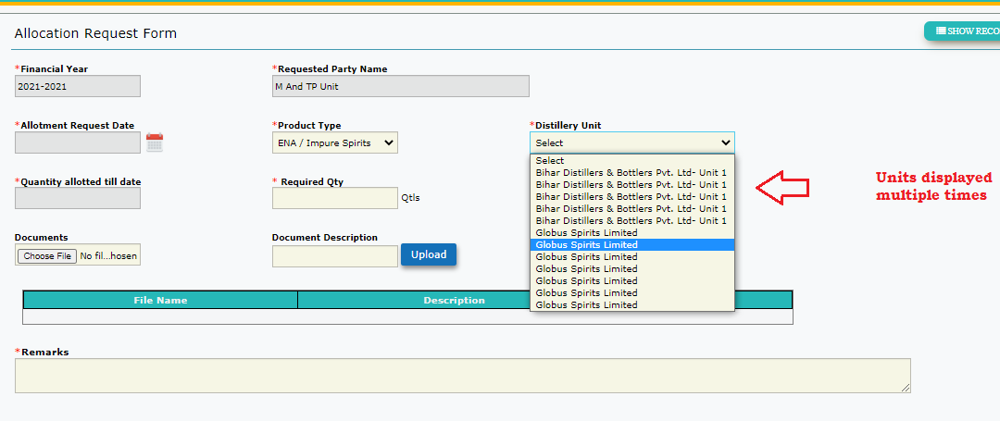 Allocation Request Form
SHOW RECO
*Financial Year
*Requested Party Name
2021-2021
M And TP Unit
*Allotment Request Date
*Product Type
*Distillery Unit
ENA / Impure Spirits
Select
Select
Bihar Distillers & Bottlers Pvt. Ltd- Unit 1
Bihar Distillers & Bottlers Pvt. Ltd- Unit 1
Bihar Distillers & Bottlers Pvt. Ltd- Unit 1
Bihar Distillers & Bottlers Pvt. Ltd- Unit 1
Bihar Distillers & Bottlers Pvt. Ltd- Unit 1
Globus Spirits Limited
Globus Spirits Limited
Globus Spirits Limited
Globus Spirits Limited
Globus Spirits Limited
Globus Spirits Limited
Globus Spirits Limited
Units displayed
multiple times
*Quantity allotted till date
* Required Qty
Qtls
Documents
Document Description
Choose File No fil...hosen
Upload
File Name
Description
*Remarks